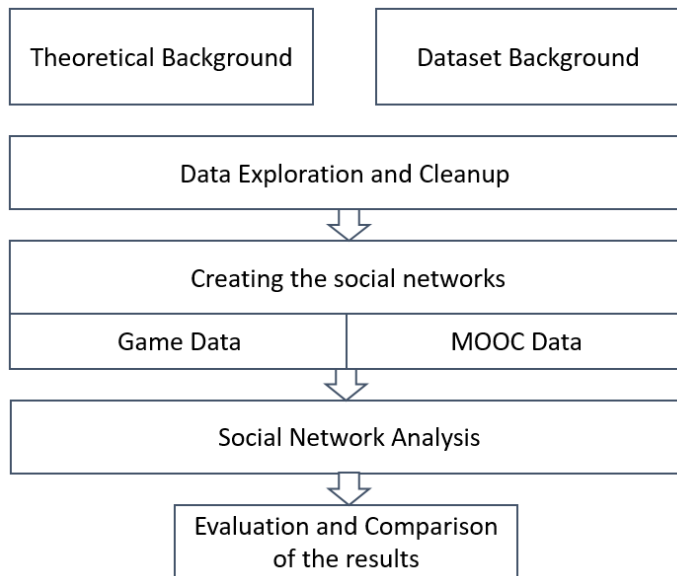 Theoretical Background
Dataset Background
Data Exploration and Cleanup
Creating the social networks
Game Data
MOOC Data
Social Network Analysis
Evaluation and Comparison
of the results